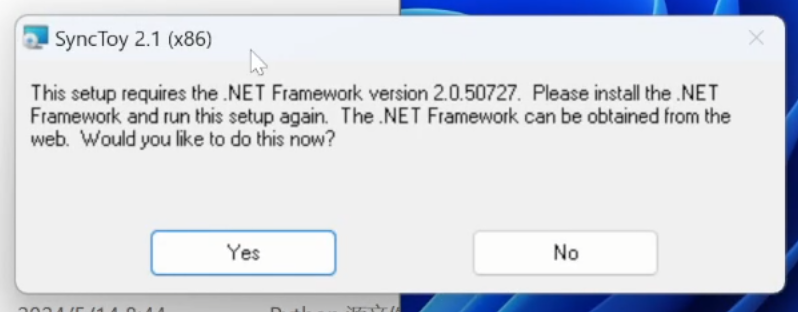 SyncToy 2.1 (x86)
This setup requires the .NET Framework version 2.0.50727.  Please install the .NET
Framework and run this setup again.  The .NET Framework can be obtained from the
web.  Would you like to do this now?
Yes
No